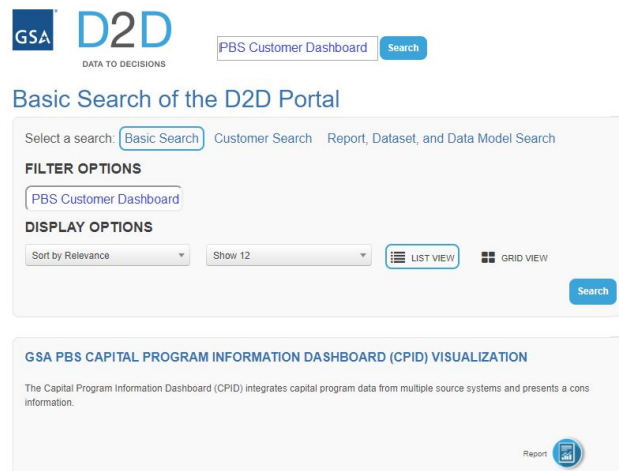 GSA
D2D
DATA TO DECISIONS
PBS Customer Dashboard Search
Basic Search of the D2D Portal
Select a search: Basic Search Customer Search Report, Dataset, and Data Model Search
FILTER OPTIONS
PBS Customer Dashboard
DISPLAY OPTIONS
Sort by Relevance Show 12 LIST VIEW GRID VIEW
Search
GSA PBS CAPITAL PROGRAM INFORMATION DASHBOARD (CPID) VISUALIZATION
The Capital Program Information Dashboard (CPID) integrates capital program data from multiple source systems and presents a cons
information.
Report